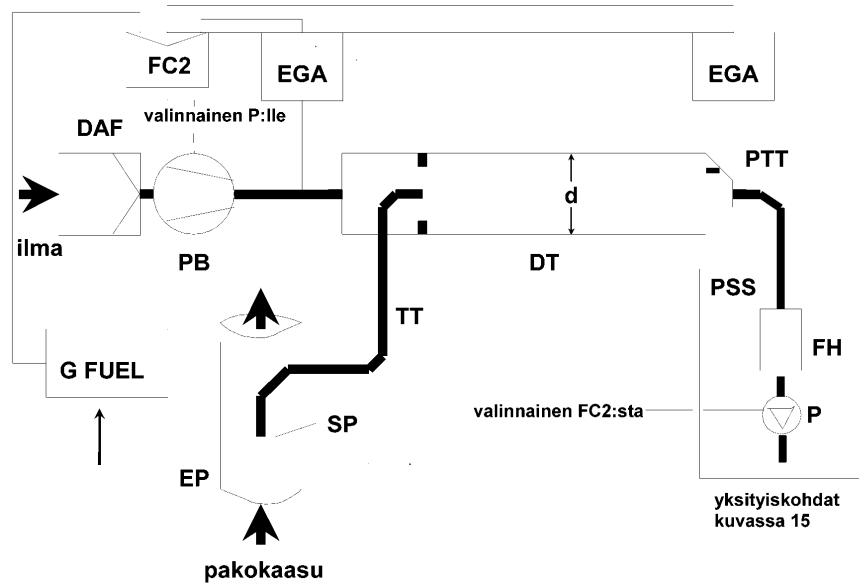 FC2
EGA
EGA
valinnainen P:lle
DAF
PTT
d
ilma
PB
DT
PSS
TT
FH
G FUEL
valinnainen FC2:sta
P
SP
EP
yksityiskohdat
kuvassa 15
pakokaasu